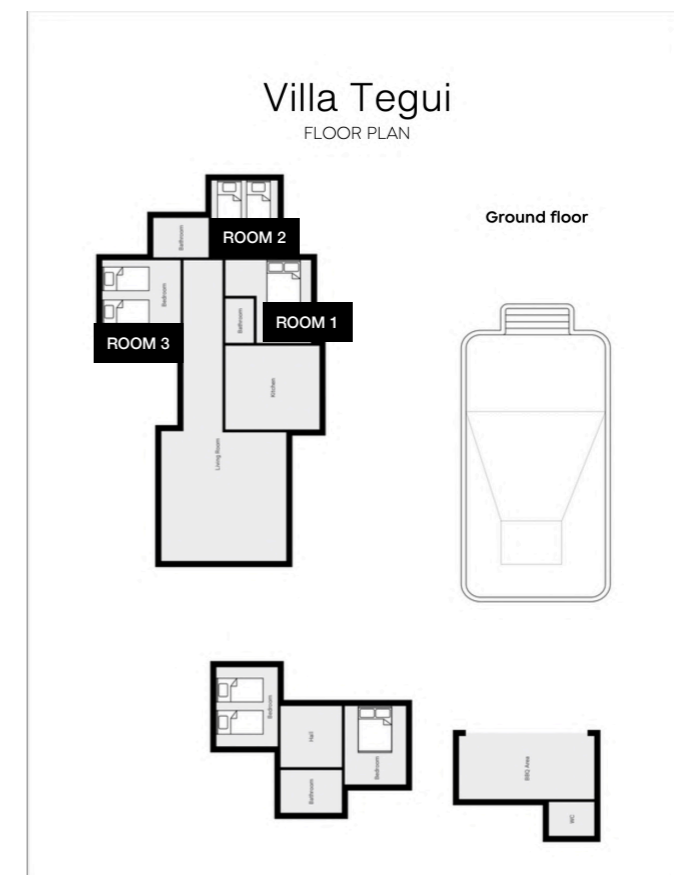 Villa Tegui
FLOOR PLAN
Ground floor
ROOM 2
Bathroom
Bedroom
ROOM 1
Bathroom
ROOM 3
Kitchen
Living Room
Bedroom
Hall
Bedroom
Bathroom
BBQ Area
WC